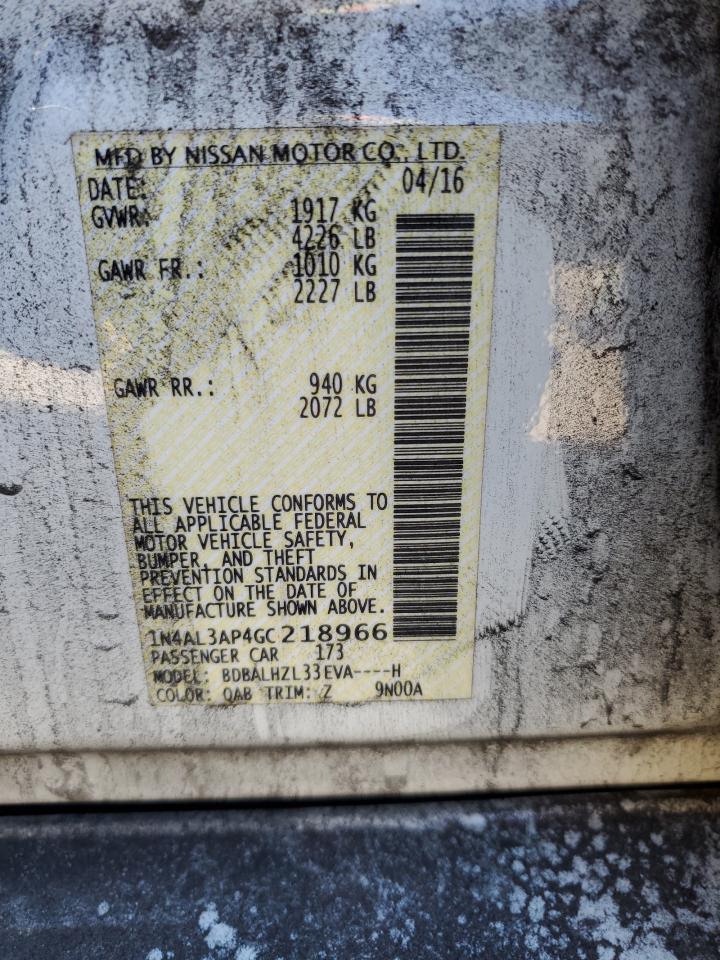 MFD BY NISSAN MOTOR CO., LTD.
DATE: 04/16
GVWR: 1917 KG
4226 LB
GAWR FR.: 1010 KG
2227 LB
GAWR RR.: 940 KG
2072 LB
THIS VEHICLE CONFORMS TO
ALL APPLICABLE FEDERAL
MOTOR VEHICLE SAFETY,
BUMPER, AND THEFT
PREVENTION STANDARDS IN
EFFECT ON THE DATE OF
MANUFACTURE SHOWN ABOVE.
1N4AL3AP4GC218966
PASSENGER CAR 173
MODEL: BDBALHZL33EVA----H
COLOR: QAB TRIM: Z 9N00A